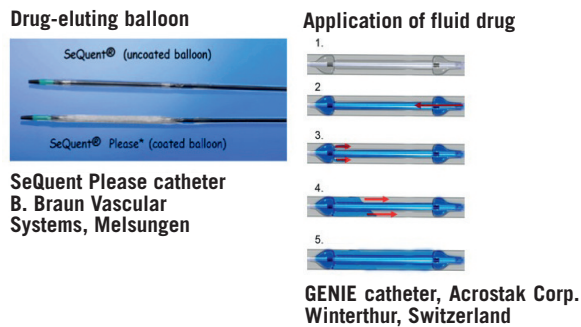 Drug-eluting balloon
SeQuent® (uncoated balloon)
SeQuent® Please* (coated balloon)
SeQuent Please catheter
B. Braun Vascular
Systems, Melsungen
Application of fluid drug
1.
2
3.
4.
5.
GENIE catheter, Acrostak Corp.
Winterthur, Switzerland